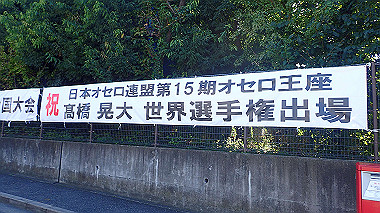 国大会
祝
日本オセロ連盟第15期オセロ王座
髙橋 晃大 世界選手権出場